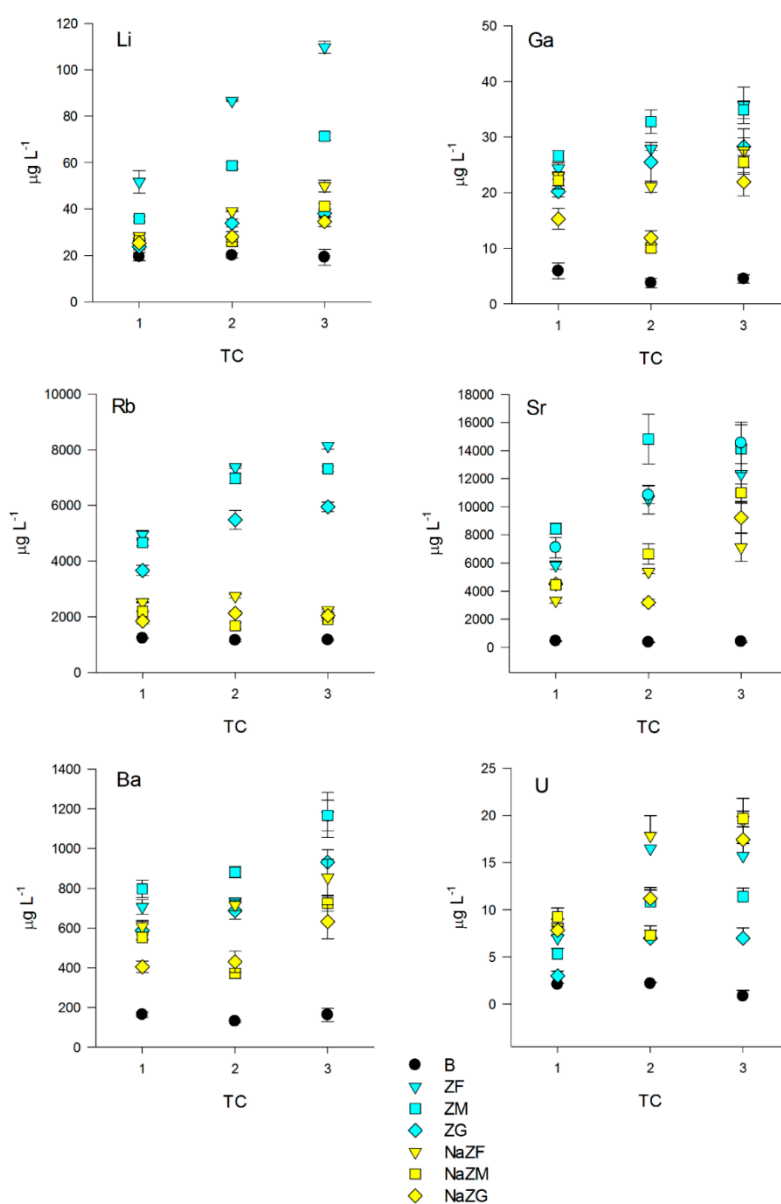 Li
120
100
80
60
40
20
0
µg L-1
1 2 3
TC
Ga
50
40
30
20
10
0
µg L-1
1 2 3
TC
Rb
10000
8000
6000
4000
2000
0
µg L-1
1 2 3
TC
Sr
18000
16000
14000
12000
10000
8000
6000
4000
2000
0
µg L-1
1 2 3
TC
Ba
1400
1200
1000
800
600
400
200
0
µg L-1
1 2 3
TC
U
25
20
15
10
5
0
µg L-1
1 2 3
TC
B
ZF
ZM
ZG
NaZF
NaZM
NaZG